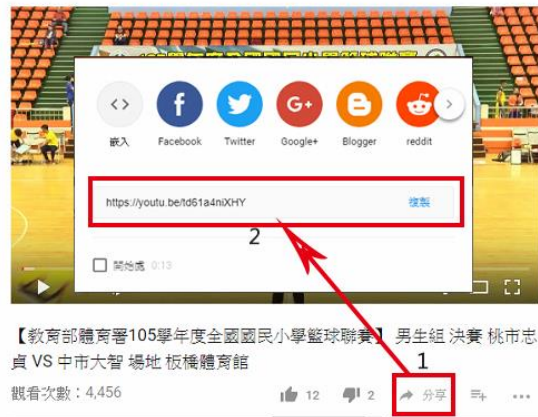 嵌入
Facebook
Twitter
Google+
Blogger
reddit
https://youtu.be/td61a4niXHY
複製
2
開始處 0:13
【教育部體育署105學年度全國國民小學籃球聯賽】 男生組 決賽 桃市忠
貞 VS 中市大智 場地 板橋體育館
1
觀看次數：4,456
12
2
分享